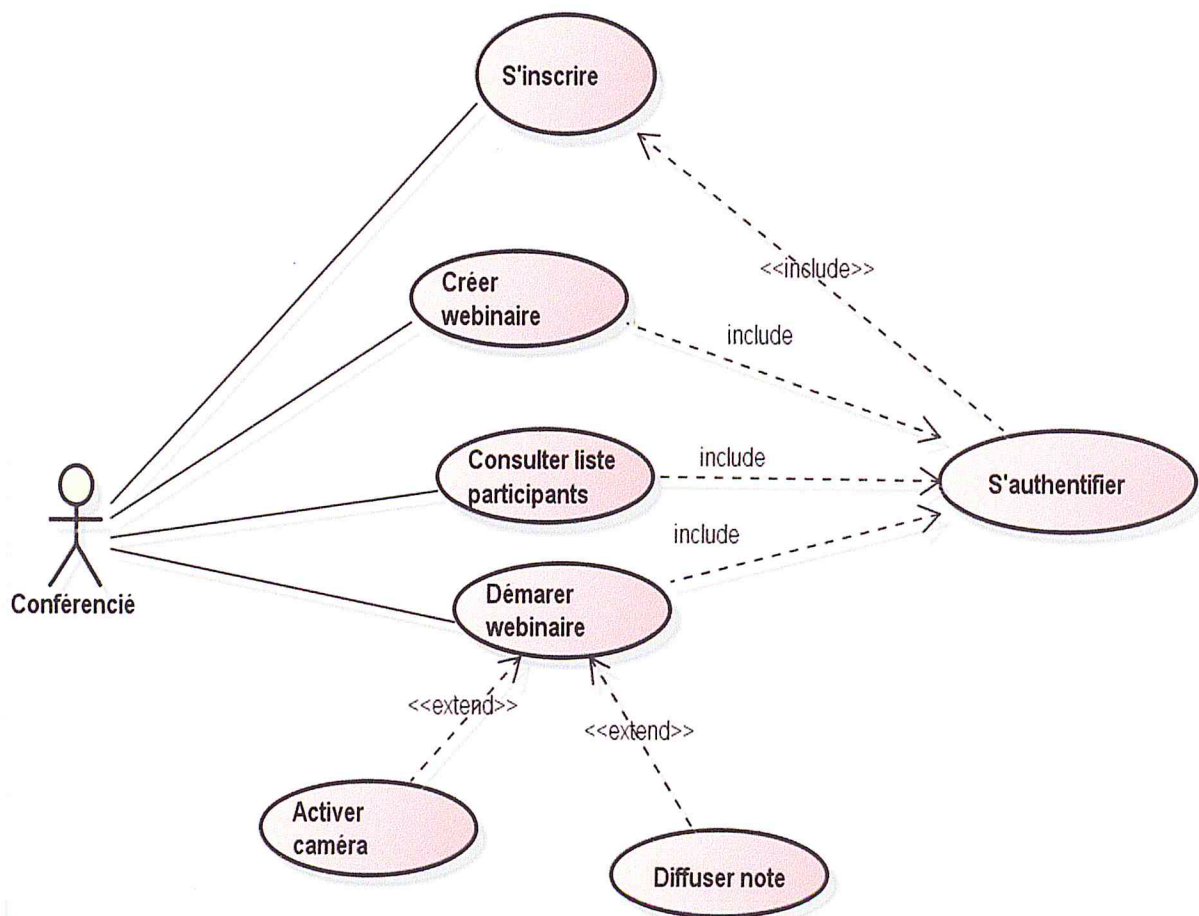 S'inscrire
<<include>>
Créer
webinaire
include
Consulter liste
participants
include
S'authentifier
include
Démarer
webinaire
Conférencié
<<extend>>
<<extend>>
Activer
caméra
Diffuser note